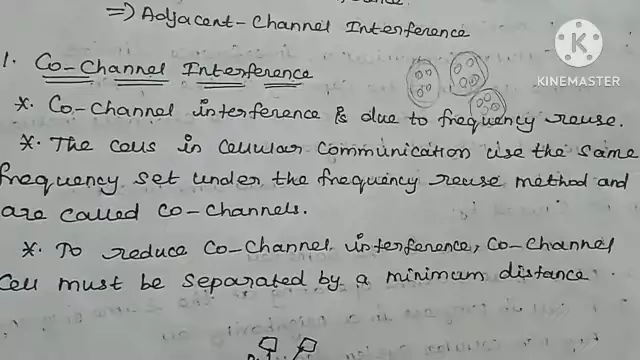 ⇒ Adjacent-Channel Interference
KINEMASTER
1. Co-Channel Interference
*. Co-Channel interference is due to frequency reuse.
*. The cells in cellular communication use the same
frequency set under the frequency reuse method and
are called co-channels.
*. To reduce Co-Channel interference, Co-Channel
Cell must be separated by a minimum distance.